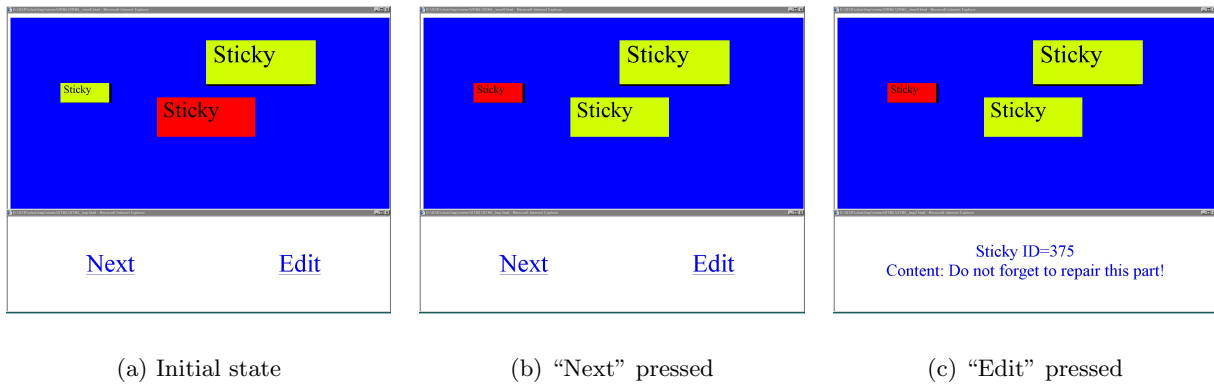 Sticky
Sticky
Sticky
Next Edit
(a) Initial state
Sticky
Sticky
Sticky
Next Edit
(b) “Next” pressed
Sticky
Sticky
Sticky
Sticky ID=375
Content: Do not forget to repair this part!
(c) “Edit” pressed